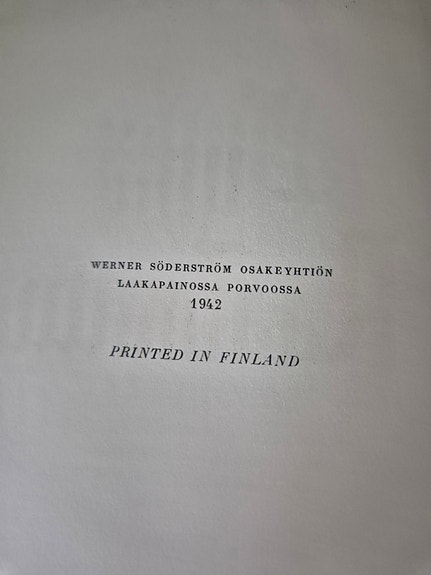 WERNER SÖDERSTRÖM OSAKEYHTIÖN
LAAKAPAINOSSA PORVOOSSA
1942
PRINTED IN FINLAND